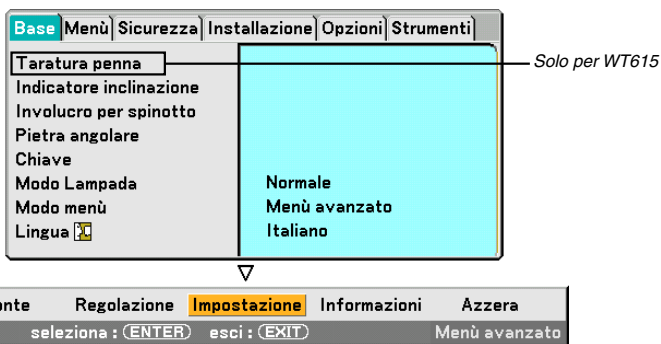 Base Menù Sicurezza Installazione Opzioni Strumenti
Taratura penna
Solo per WT615
Indicatore inclinazione
Involucro per spinotto
Pietra angolare
Chiave
Modo Lampada Normale
Modo menù Menù avanzato
Lingua Italiano
Regolazione Impostazione Informazioni Azzera
seleziona : ENTER esci : EXIT Menù avanzato